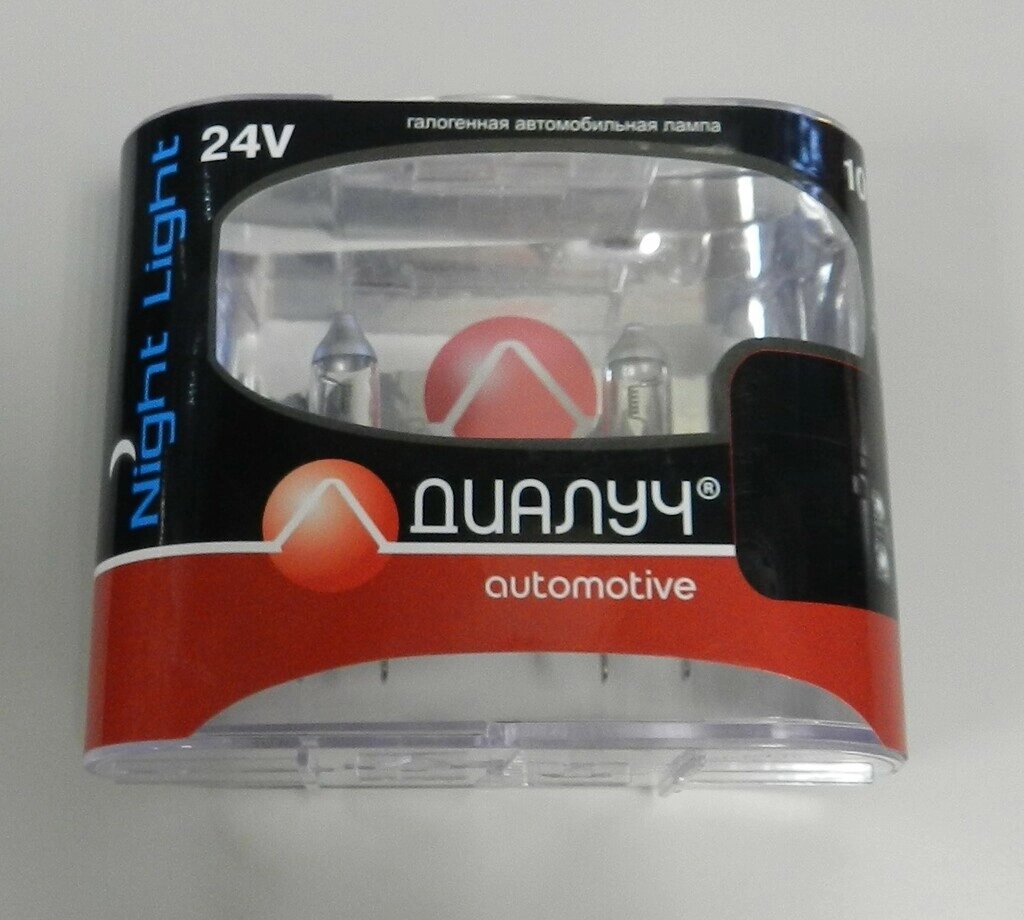 24V
галогенная автомобильная лампа
Night Light
ДИАЛУЧ®
automotive